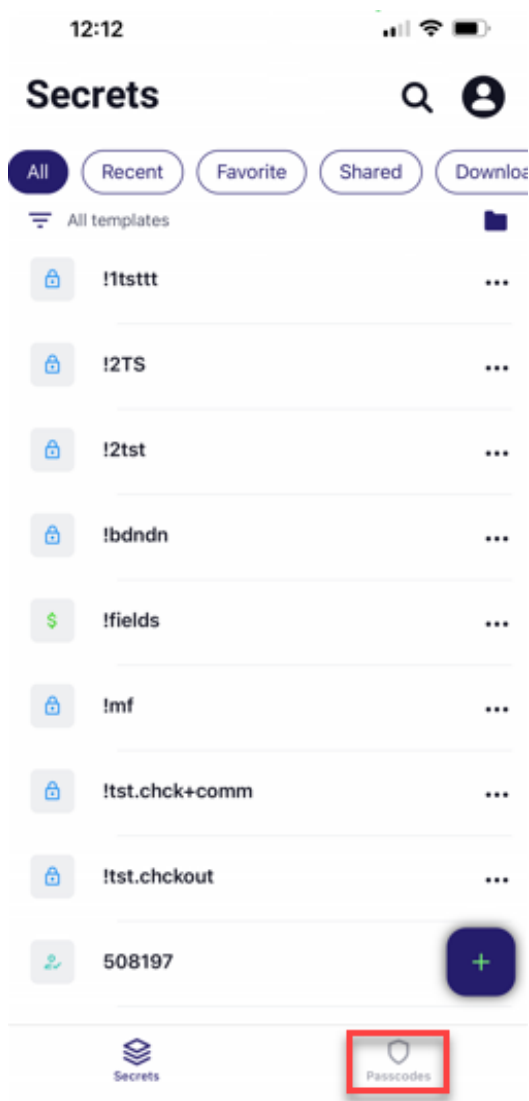 12:12
Secrets
All Recent Favorite Shared Downloa
All templates
!1tsttt
!2TS
!2tst
!bdndn
!fields
!mf
!tst.chck+comm
!tst.chckout
508197
Secrets Passcodes